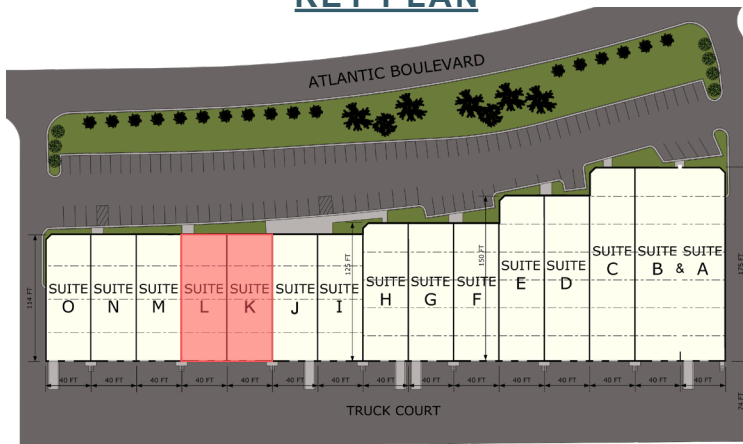 KEY PLAN
ATLANTIC BOULEVARD
114 FT
125 FT
150 FT
175 FT
SUITE O
SUITE N
SUITE M
SUITE L
SUITE K
SUITE J
SUITE I
SUITE H
SUITE G
SUITE F
SUITE E
SUITE D
SUITE C
SUITE B & SUITE A
40 FT 40 FT 40 FT 40 FT 40 FT 40 FT 40 FT 40 FT 40 FT 40 FT 40 FT 40 FT 40 FT 40 FT 40 FT
74 FT
TRUCK COURT